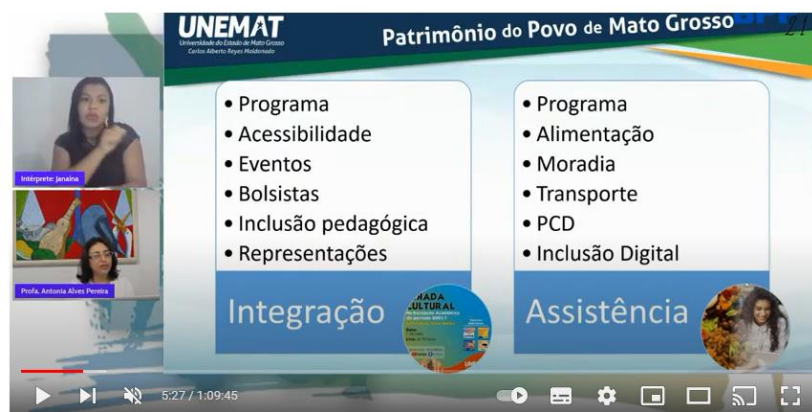 UNEMAT
Universidade do Estado de Mato Grosso
Carlos Alberto Reyes Maldonado
Patrimônio do Povo de Mato Grosso
21
• Programa
• Acessibilidade
• Eventos
• Bolsistas
• Inclusão pedagógica
• Representações
Integração
• Programa
• Alimentação
• Moradia
• Transporte
• PCD
• Inclusão Digital
Assistência
Intérprete: Janaina
Profa. Antonia Alves Pereira
CULTURAL
5:27 / 1:09:45